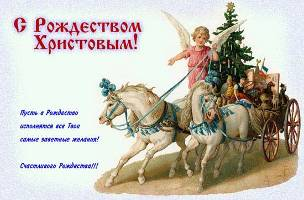 С Рождеством
Христовым!
Пусть в Рождество
исполнятся все Твои
самые заветные желания!
Счастливого Рождества!!!